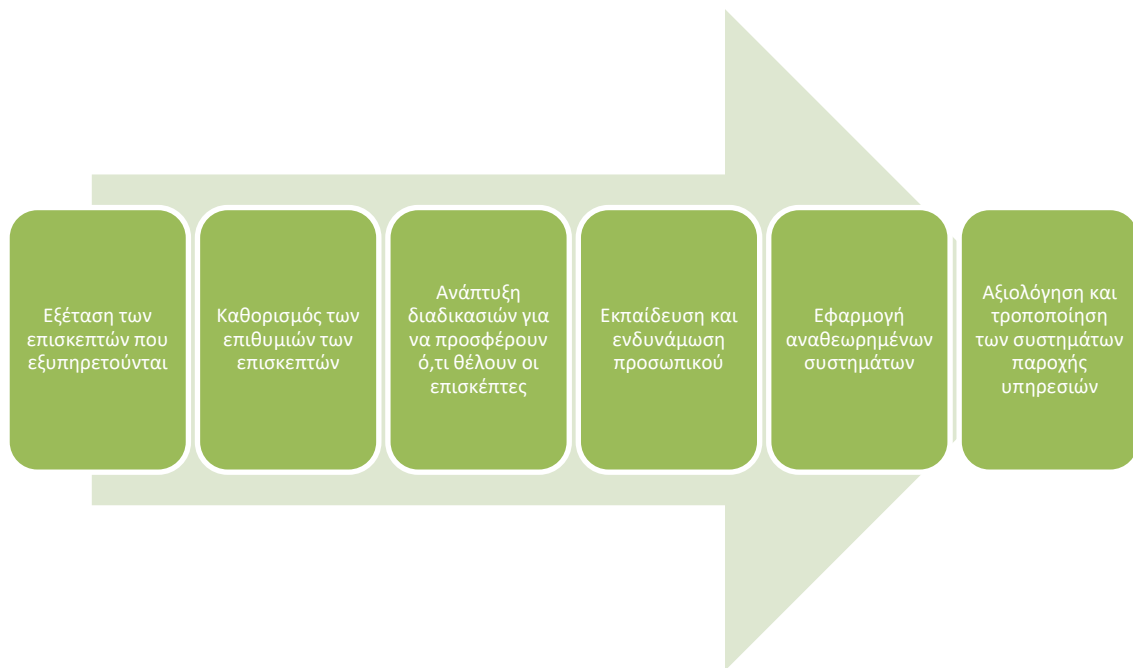 Εξέταση των
επισκεπτών που
εξυπηρετούνται
Καθορισμός των
επιθυμιών των
επισκεπτών
Ανάπτυξη
διαδικασιών για
να προσφέρουν
ό,τι θέλουν οι
επισκέπτες
Εκπαίδευση και
ενδυνάμωση
προσωπικού
Εφαρμογή
αναθεωρημένων
συστημάτων
Αξιολόγηση και
τροποποίηση
των συστημάτων
παροχής
υπηρεσιών